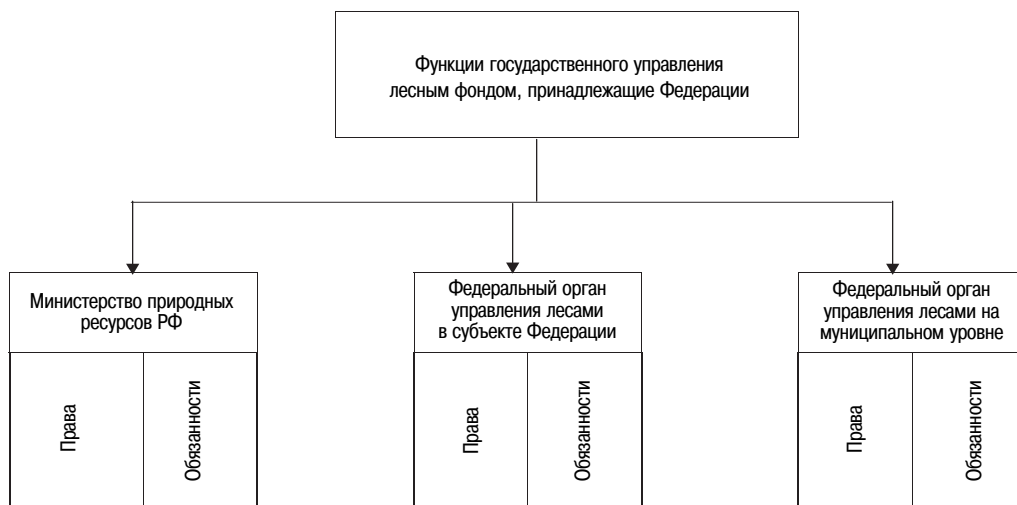 Функции государственного управления
лесным фондом, принадлежащие Федерации
Министерство природных
ресурсов РФ
Права
Обязанности
Федеральный орган
управления лесами
в субъекте Федерации
Права
Обязанности
Федеральный орган
управления лесами на
муниципальном уровне
Права
Обязанности